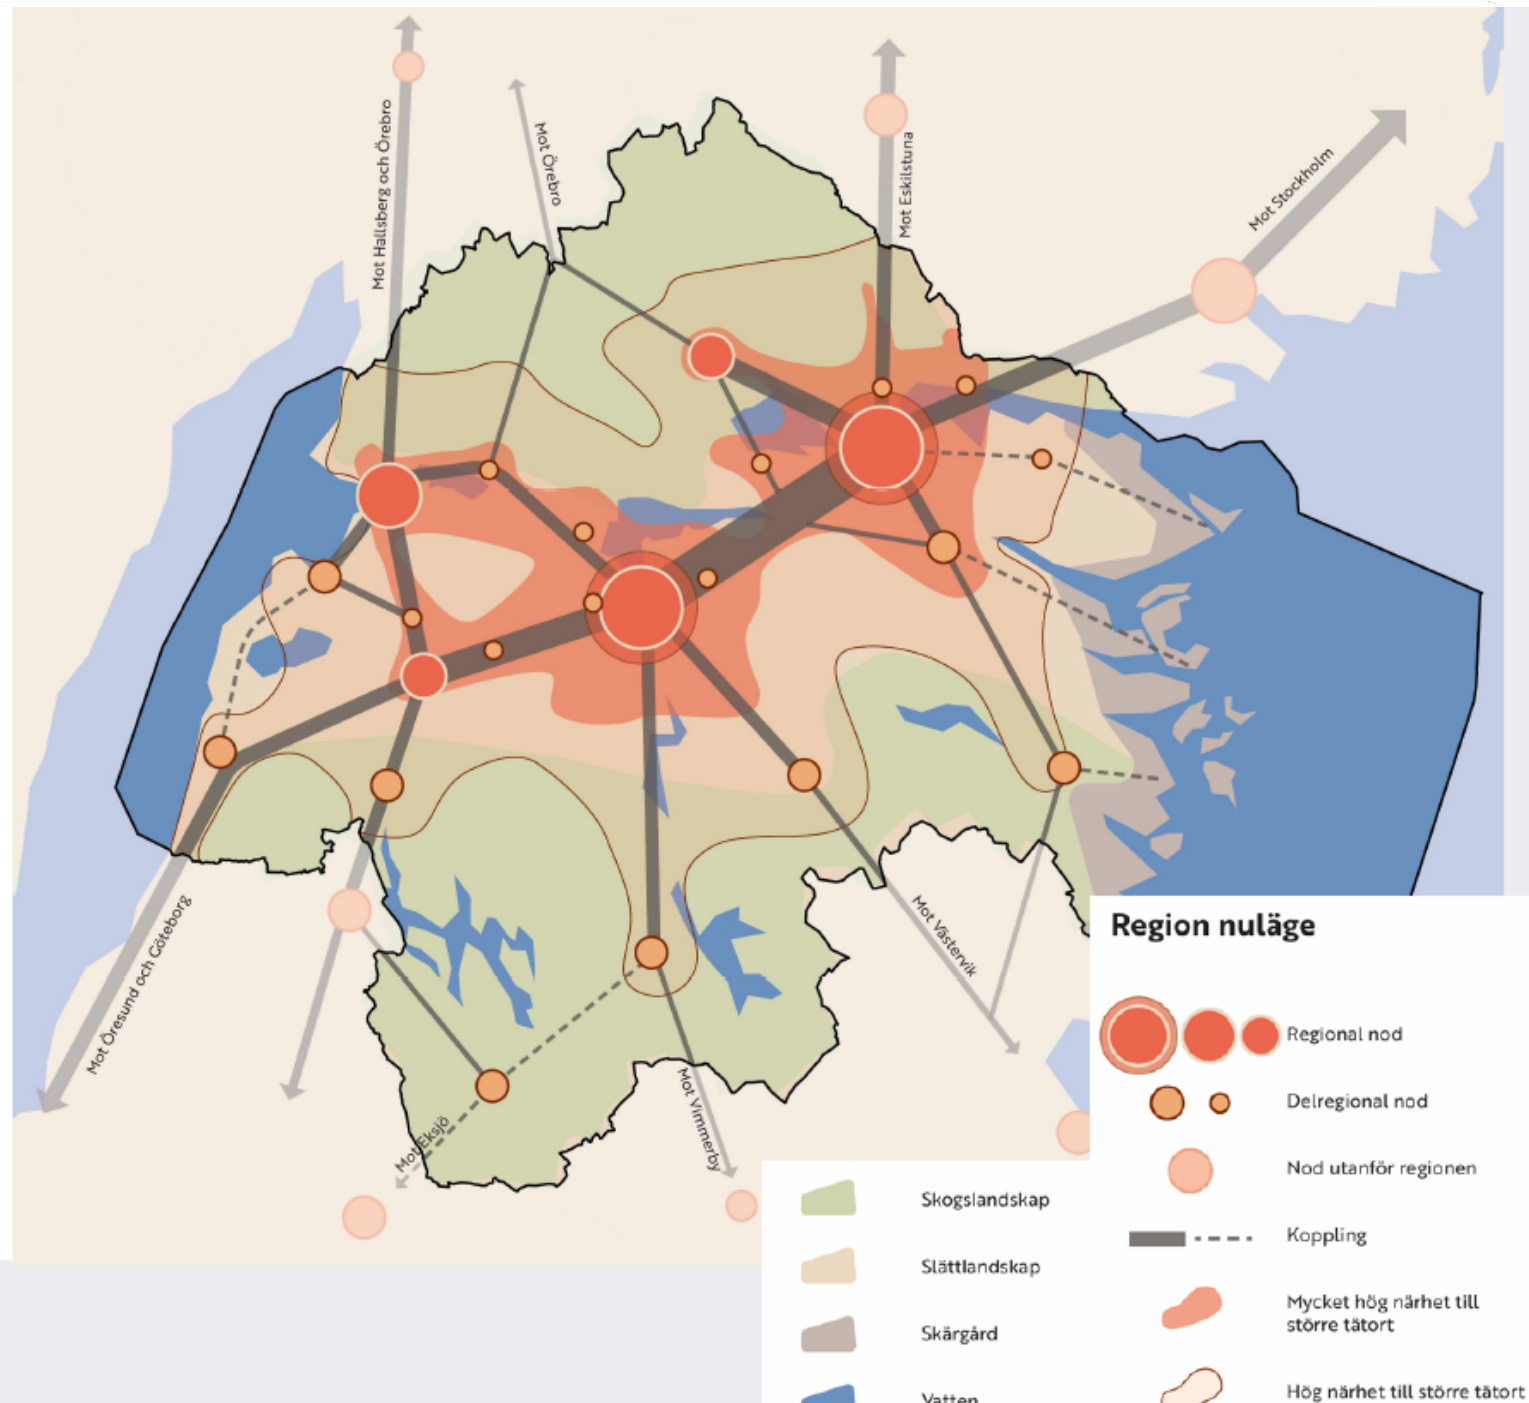 Mot Hallsberg och Örebro
Mot Örebro
Mot Eskilstuna
Mot Stockholm
Mot Öresund och Göteborg
Mot Eksjö
Mot Vimmerby
Mot Västervik
Region nuläge
Regional nod
Delregional nod
Nod utanför regionen
Koppling
Mycket hög närhet till
större tätort
Hög närhet till större tätort
Skogslandskap
Slättlandskap
Skärgård
Vatten